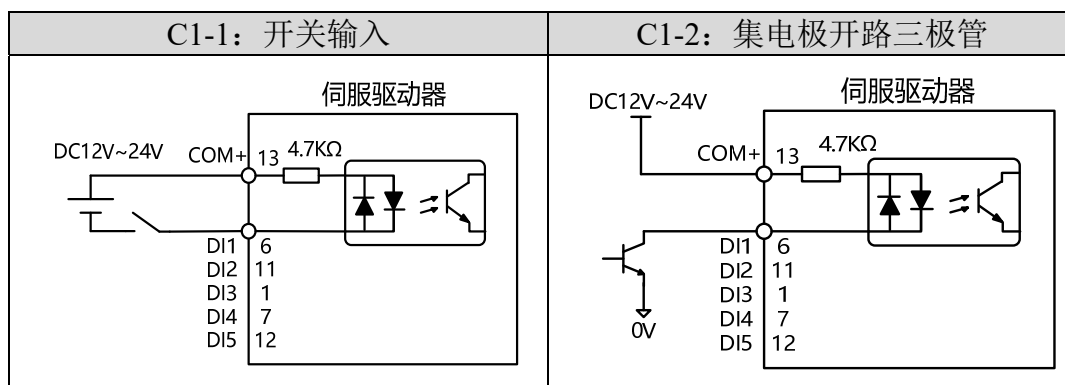 C1-1：开关输入
C1-2：集电极开路三极管
伺服驱动器
DC12V~24V
COM+ 13 4.7KΩ
DI1 6
DI2 11
DI3 1
DI4 7
DI5 12
伺服驱动器
DC12V~24V
COM+ 13 4.7KΩ
DI1 6
DI2 11
DI3 1
DI4 7
DI5 12
0V